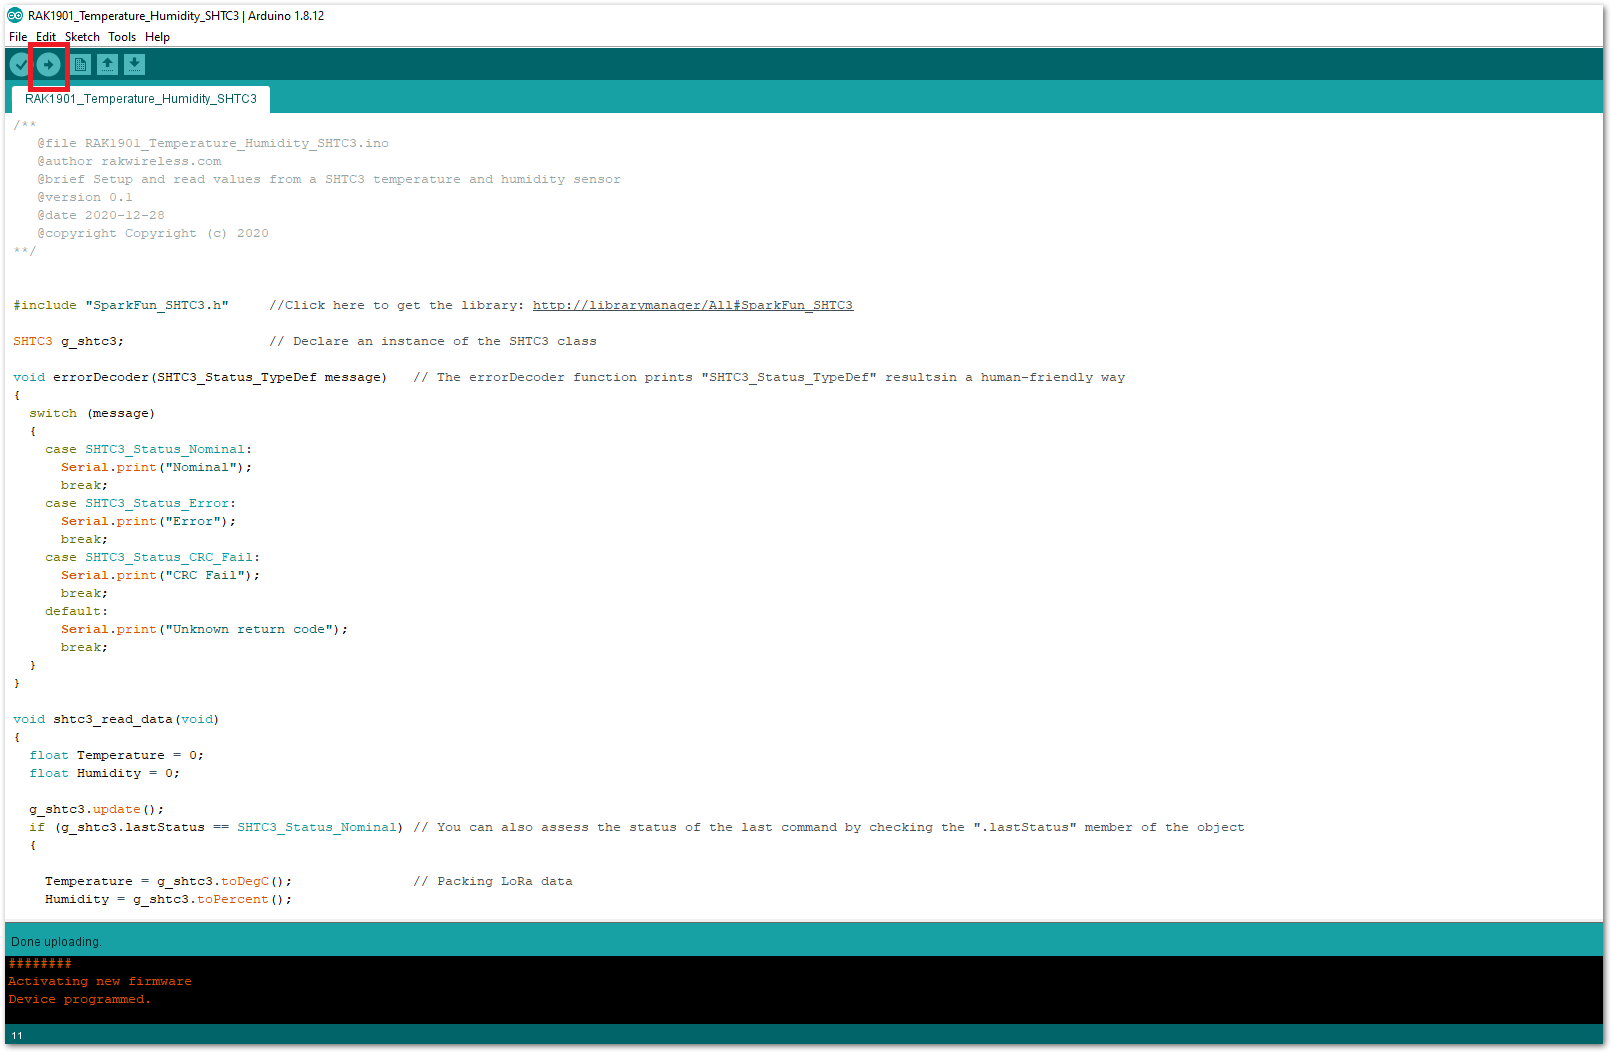 RAK1901_Temperature_Humidity_SHTC3 | Arduino 1.8.12
File Edit Sketch Tools Help
RAK1901_Temperature_Humidity_SHTC3
/**
@file RAK1901_Temperature_Humidity_SHTC3.ino
@author rakwireless.com
@brief Setup and read values from a SHTC3 temperature and humidity sensor
@version 0.1
@date 2020-12-28
@copyright Copyright (c) 2020
**/
#include "SparkFun_SHTC3.h" //Click here to get the library: http://librarymanager/All#SparkFun_SHTC3
SHTC3 g_shtc3; // Declare an instance of the SHTC3 class
void errorDecoder(SHTC3_Status_TypeDef message) // The errorDecoder function prints "SHTC3_Status_TypeDef" resultsin a human-friendly way
{
switch (message)
{
case SHTC3_Status_Nominal:
Serial.print("Nominal");
break;
case SHTC3_Status_Error:
Serial.print("Error");
break;
case SHTC3_Status_CRC_Fail:
Serial.print("CRC Fail");
break;
default:
Serial.print("Unknown return code");
break;
}
}
void shtc3_read_data(void)
{
float Temperature = 0;
float Humidity = 0;
g_shtc3.update();
if (g_shtc3.lastStatus == SHTC3_Status_Nominal) // You can also assess the status of the last command by checking the ".lastStatus" member of the object
{
Temperature = g_shtc3.toDegC(); // Packing LoRa data
Humidity = g_shtc3.toPercent();
Done uploading.
########
Activating new firmware
Device programmed.
11